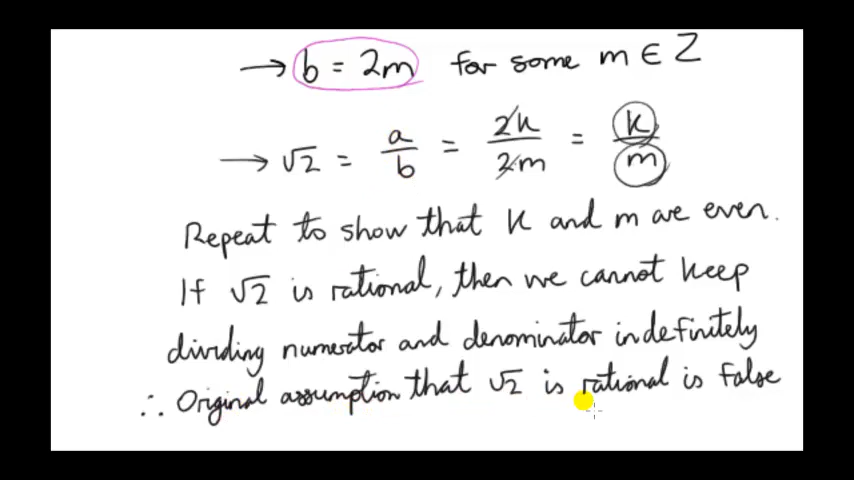 → b = 2m for some m ∈ Z
→ √2 = a/b = 2k/2m = k/m
Repeat to show that k and m are even.
If √2 is rational, then we cannot keep
dividing numerator and denominator indefinitely
∴ Original assumption that √2 is rational is false